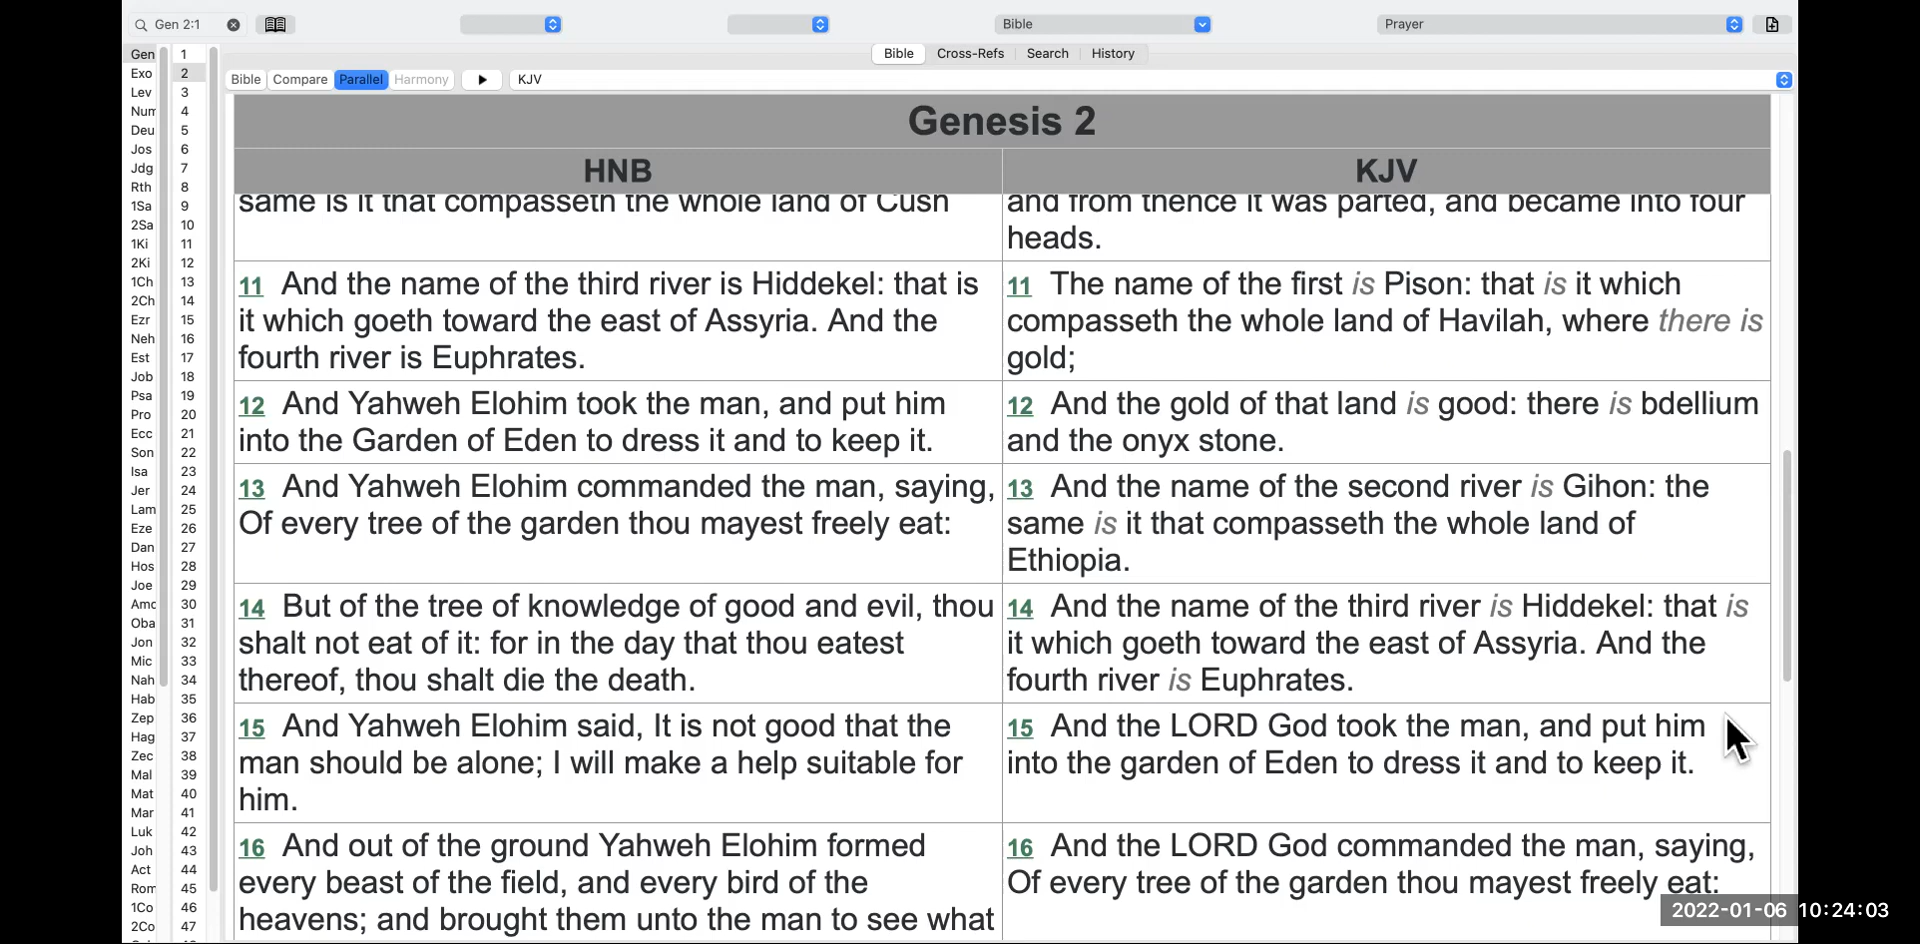 Gen 2:1
Bible
Prayer
Bible
Cross-Refs
Search
History
Bible
Compare
Parallel
Harmony
KJV
Gen
Exo
Lev
Num
Deu
Jos
Jdg
Rth
1Sa
2Sa
1Ki
2Ki
1Ch
2Ch
Ezr
Neh
Est
Job
Psa
Pro
Ecc
Son
Isa
Jer
Lam
Eze
Dan
Hos
Joe
Amo
Oba
Jon
Mic
Nah
Hab
Zep
Hag
Zec
Mal
Mat
Mar
Luk
Joh
Act
Rom
1Co
2Co
1
2
3
4
5
6
7
8
9
10
11
12
13
14
15
16
17
18
19
20
21
22
23
24
25
26
27
28
29
30
31
32
33
34
35
36
37
38
39
40
41
42
43
44
45
46
47
Genesis 2
HNB
same is it that compasseth the whole land of Cush
11 And the name of the third river is Hiddekel: that is
it which goeth toward the east of Assyria. And the
fourth river is Euphrates.
12 And Yahweh Elohim took the man, and put him
into the Garden of Eden to dress it and to keep it.
13 And Yahweh Elohim commanded the man, saying,
Of every tree of the garden thou mayest freely eat:
14 But of the tree of knowledge of good and evil, thou
shalt not eat of it: for in the day that thou eatest
thereof, thou shalt die the death.
15 And Yahweh Elohim said, It is not good that the
man should be alone; I will make a help suitable for
him.
16 And out of the ground Yahweh Elohim formed
every beast of the field, and every bird of the
heavens; and brought them unto the man to see what
KJV
and from thence it was parted, and became into four
heads.
11 The name of the first is Pison: that is it which
compasseth the whole land of Havilah, where there is
gold;
12 And the gold of that land is good: there is bdellium
and the onyx stone.
13 And the name of the second river is Gihon: the
same is it that compasseth the whole land of
Ethiopia.
14 And the name of the third river is Hiddekel: that is
it which goeth toward the east of Assyria. And the
fourth river is Euphrates.
15 And the LORD God took the man, and put him
into the garden of Eden to dress it and to keep it.
16 And the LORD God commanded the man, saying,
Of every tree of the garden thou mayest freely eat:
2022-01-06 10:24:03